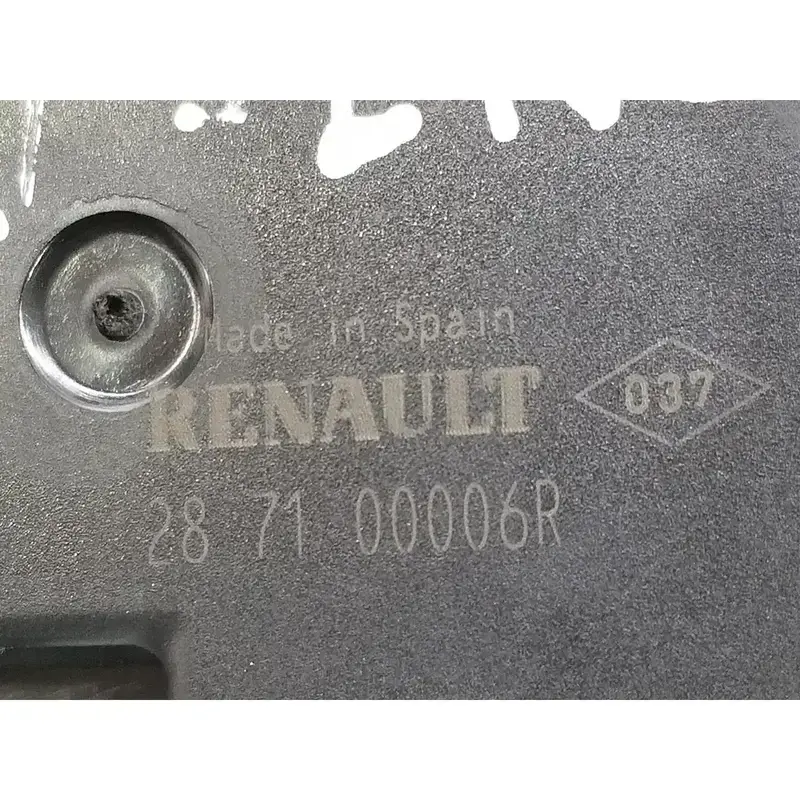 Made in Spain
RENAULT 037
28 71 00006R